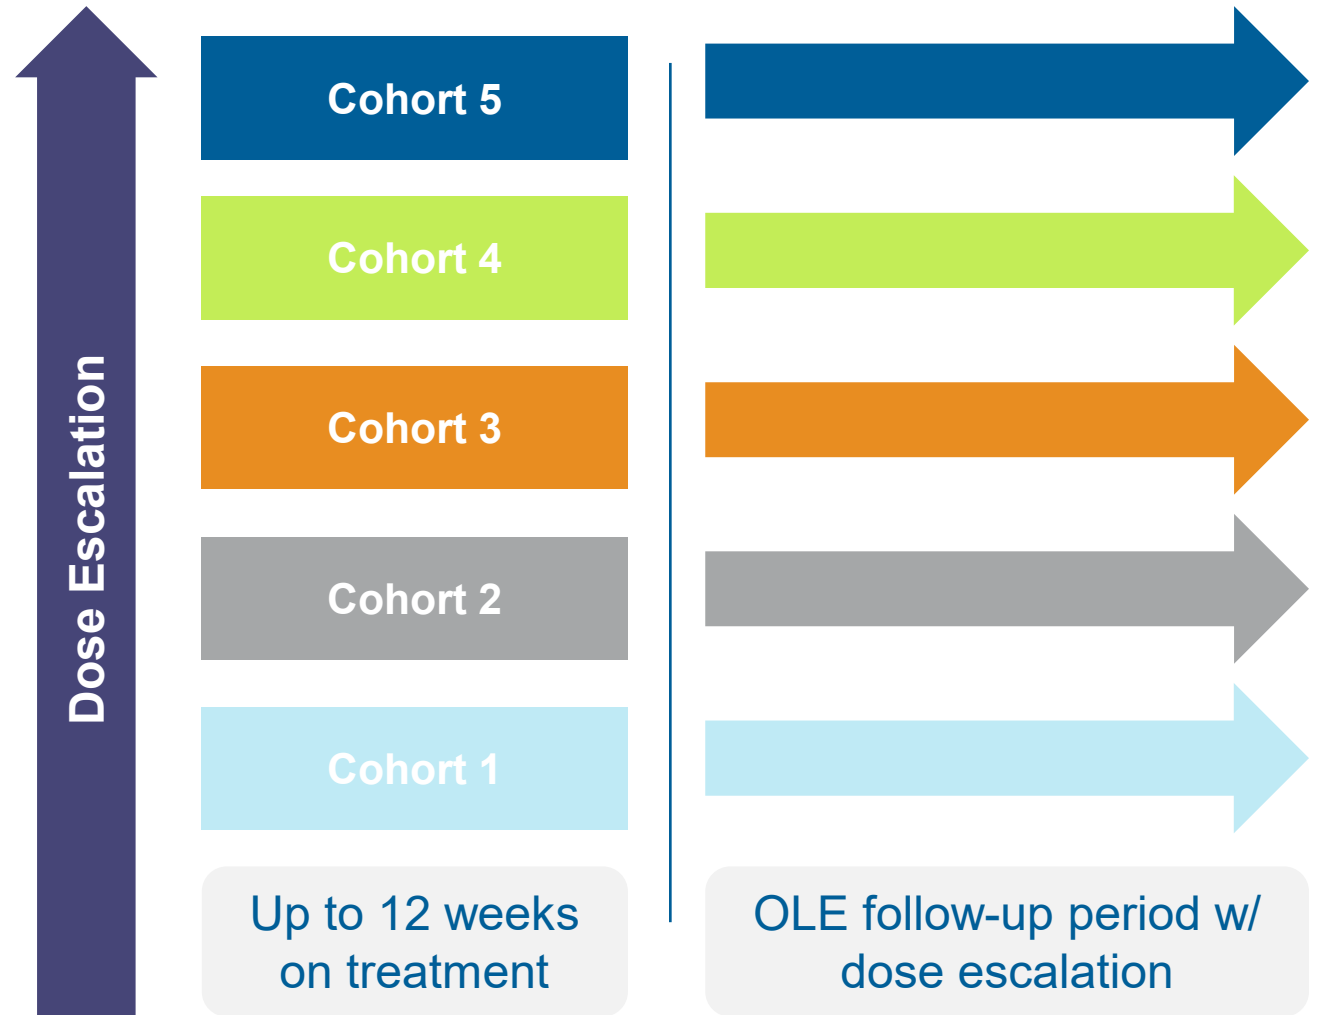 Dose Escalation
Cohort 5
Cohort 4
Cohort 3
Cohort 2
Cohort 1
Up to 12 weeks
on treatment
OLE follow-up period w/
dose escalation